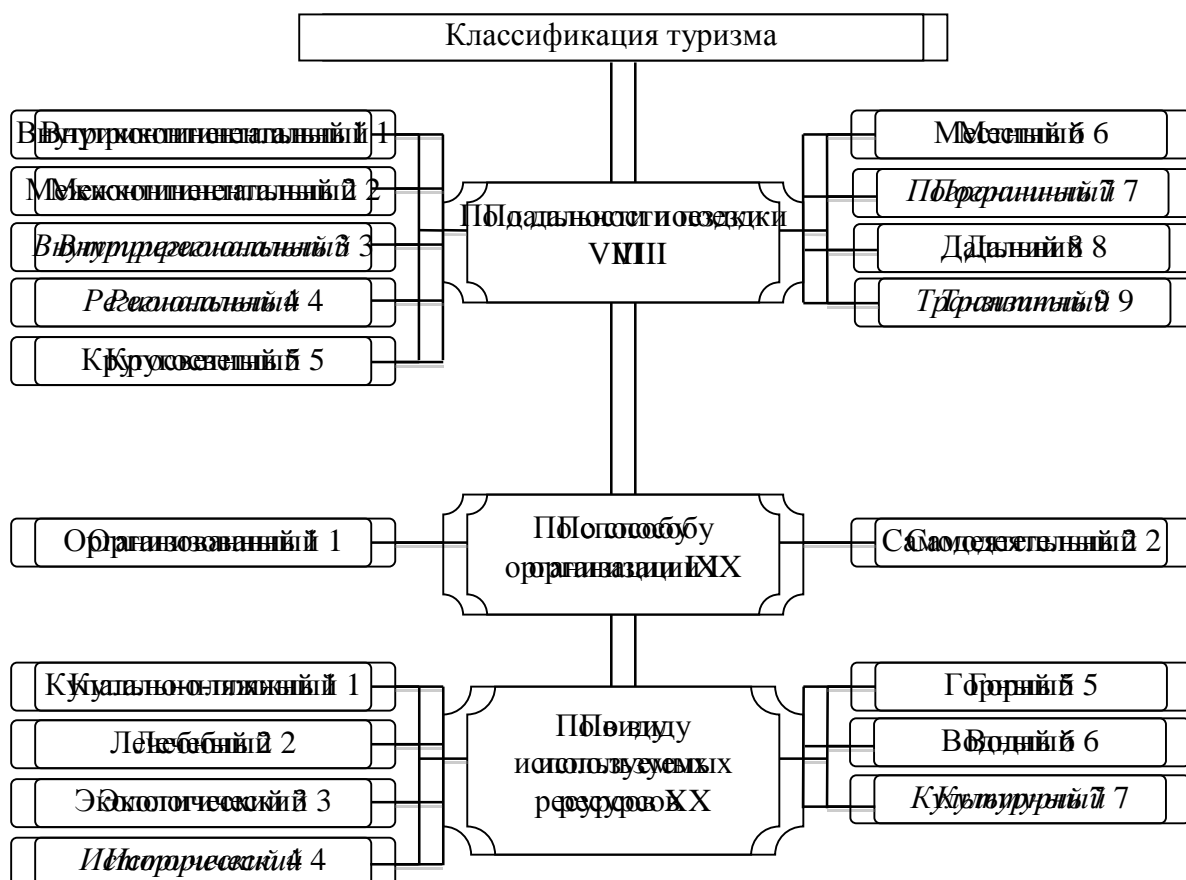 Классификация туризма
Внутриконтинентальный 1
Межконтинентальный 2
Внутрирегиональный 3
Региональный 4
Кругосветный 5
По дальности поездки
VIII
Местный 6
Пограничный 7
Дальний 8
Транзитный 9
Организованный 1
По способу
организации IX
Самодеятельный 2
Купально-пляжный 1
Лечебный 2
Экологический 3
Исторический 4
По виду
используемых
ресурсов X
Горный 5
Водный 6
Культурный 7